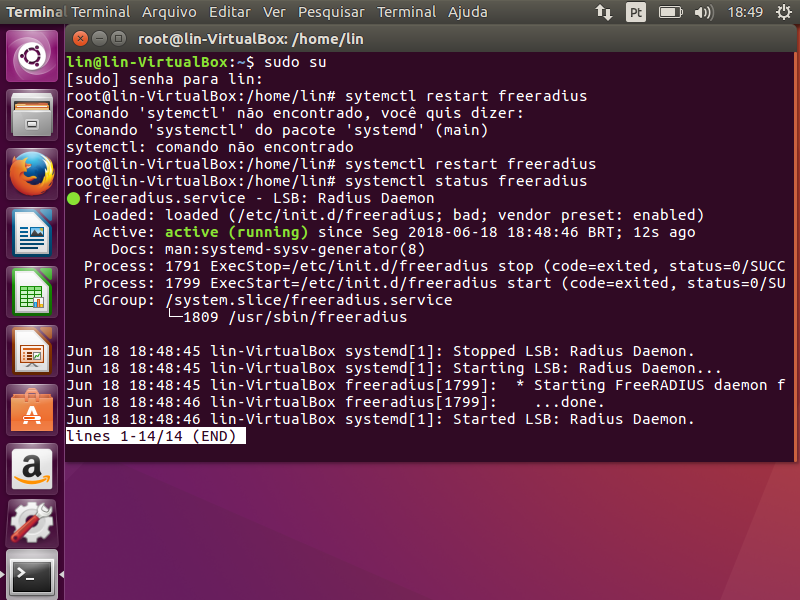 Terminal Terminal Arquivo Editar Ver Pesquisar Terminal Ajuda Pt 18:49
root@lin-VirtualBox: /home/lin
lin@lin-VirtualBox:~$ sudo su
[sudo] senha para lin:
root@lin-VirtualBox:/home/lin# sytemctl restart freeradius
Comando 'sytemctl' não encontrado, você quis dizer:
 Comando 'systemctl' do pacote 'systemd' (main)
sytemctl: comando não encontrado
root@lin-VirtualBox:/home/lin# systemctl restart freeradius
root@lin-VirtualBox:/home/lin# systemctl status freeradius
● freeradius.service - LSB: Radius Daemon
   Loaded: loaded (/etc/init.d/freeradius; bad; vendor preset: enabled)
   Active: active (running) since Seg 2018-06-18 18:48:46 BRT; 12s ago
     Docs: man:systemd-sysv-generator(8)
  Process: 1791 ExecStop=/etc/init.d/freeradius stop (code=exited, status=0/SUCC
  Process: 1799 ExecStart=/etc/init.d/freeradius start (code=exited, status=0/SU
   CGroup: /system.slice/freeradius.service
           └─1809 /usr/sbin/freeradius
Jun 18 18:48:45 lin-VirtualBox systemd[1]: Stopped LSB: Radius Daemon.
Jun 18 18:48:45 lin-VirtualBox systemd[1]: Starting LSB: Radius Daemon...
Jun 18 18:48:45 lin-VirtualBox freeradius[1799]:  * Starting FreeRADIUS daemon f
Jun 18 18:48:46 lin-VirtualBox freeradius[1799]:    ...done.
Jun 18 18:48:46 lin-VirtualBox systemd[1]: Started LSB: Radius Daemon.
lines 1-14/14 (END)